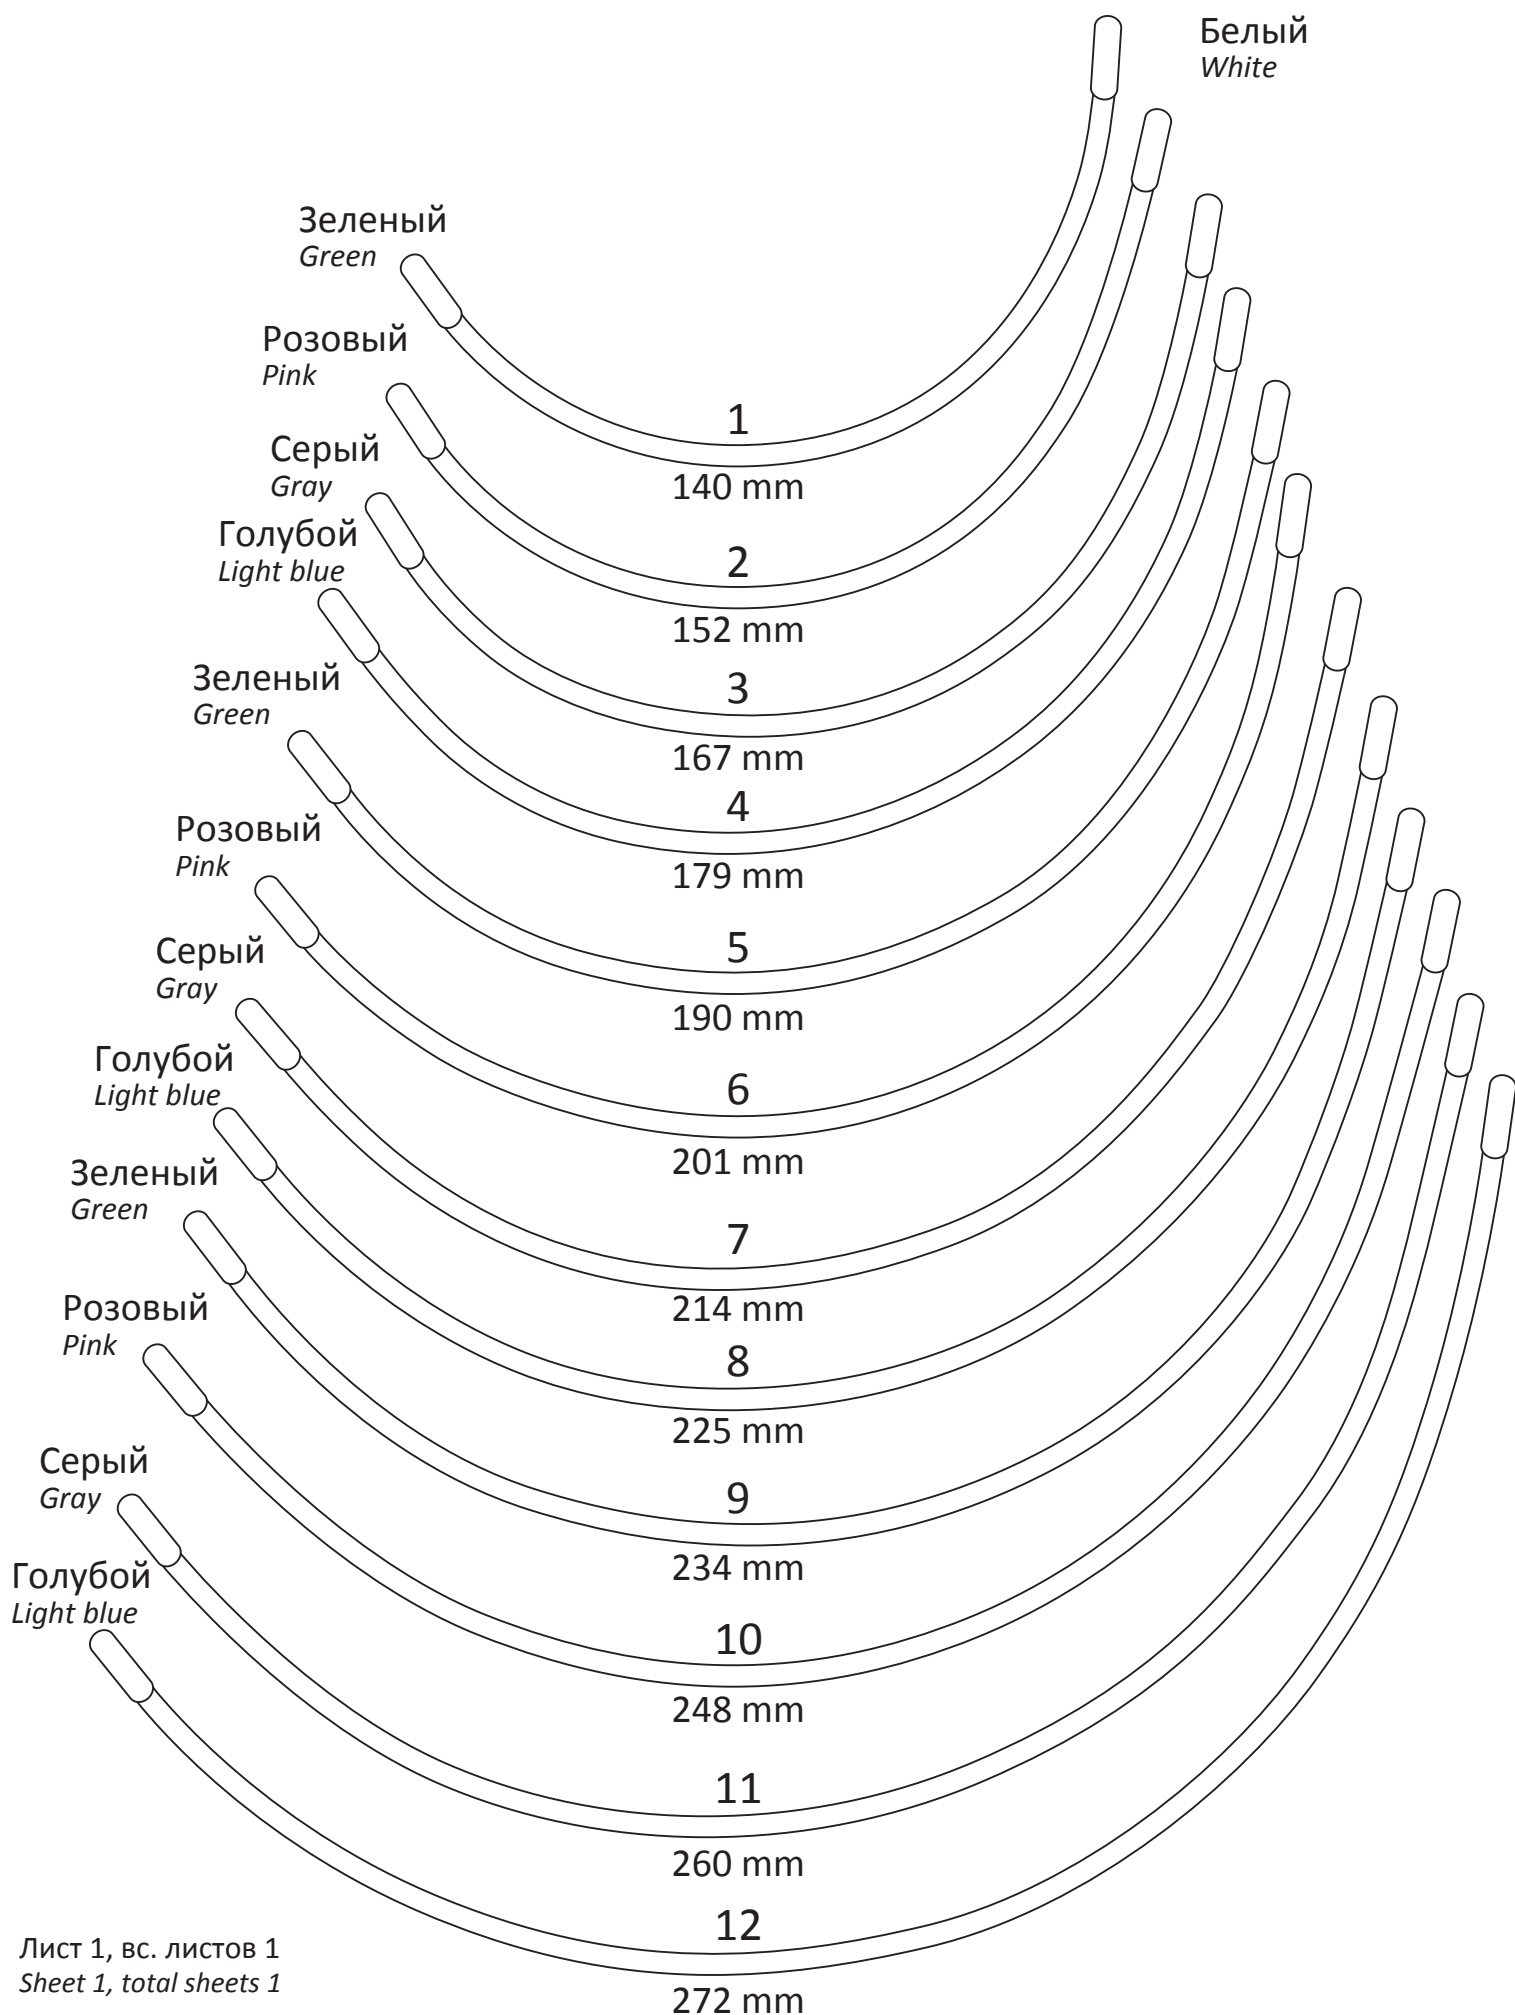 Белый
White
Зеленый
Green
Розовый
Pink
1
Серый
Gray
140 mm
Голубой
Light blue
2
152 mm
Зеленый
Green
3
167 mm
4
Розовый
Pink
179 mm
5
Серый
Gray
190 mm
Голубой
Light blue
6
201 mm
Зеленый
Green
7
Розовый
Pink
214 mm
8
225 mm
Серый
Gray
9
234 mm
Голубой
Light blue
10
248 mm
11
260 mm
12
Лист 1, вс. листов 1
Sheet 1, total sheets 1
272 mm